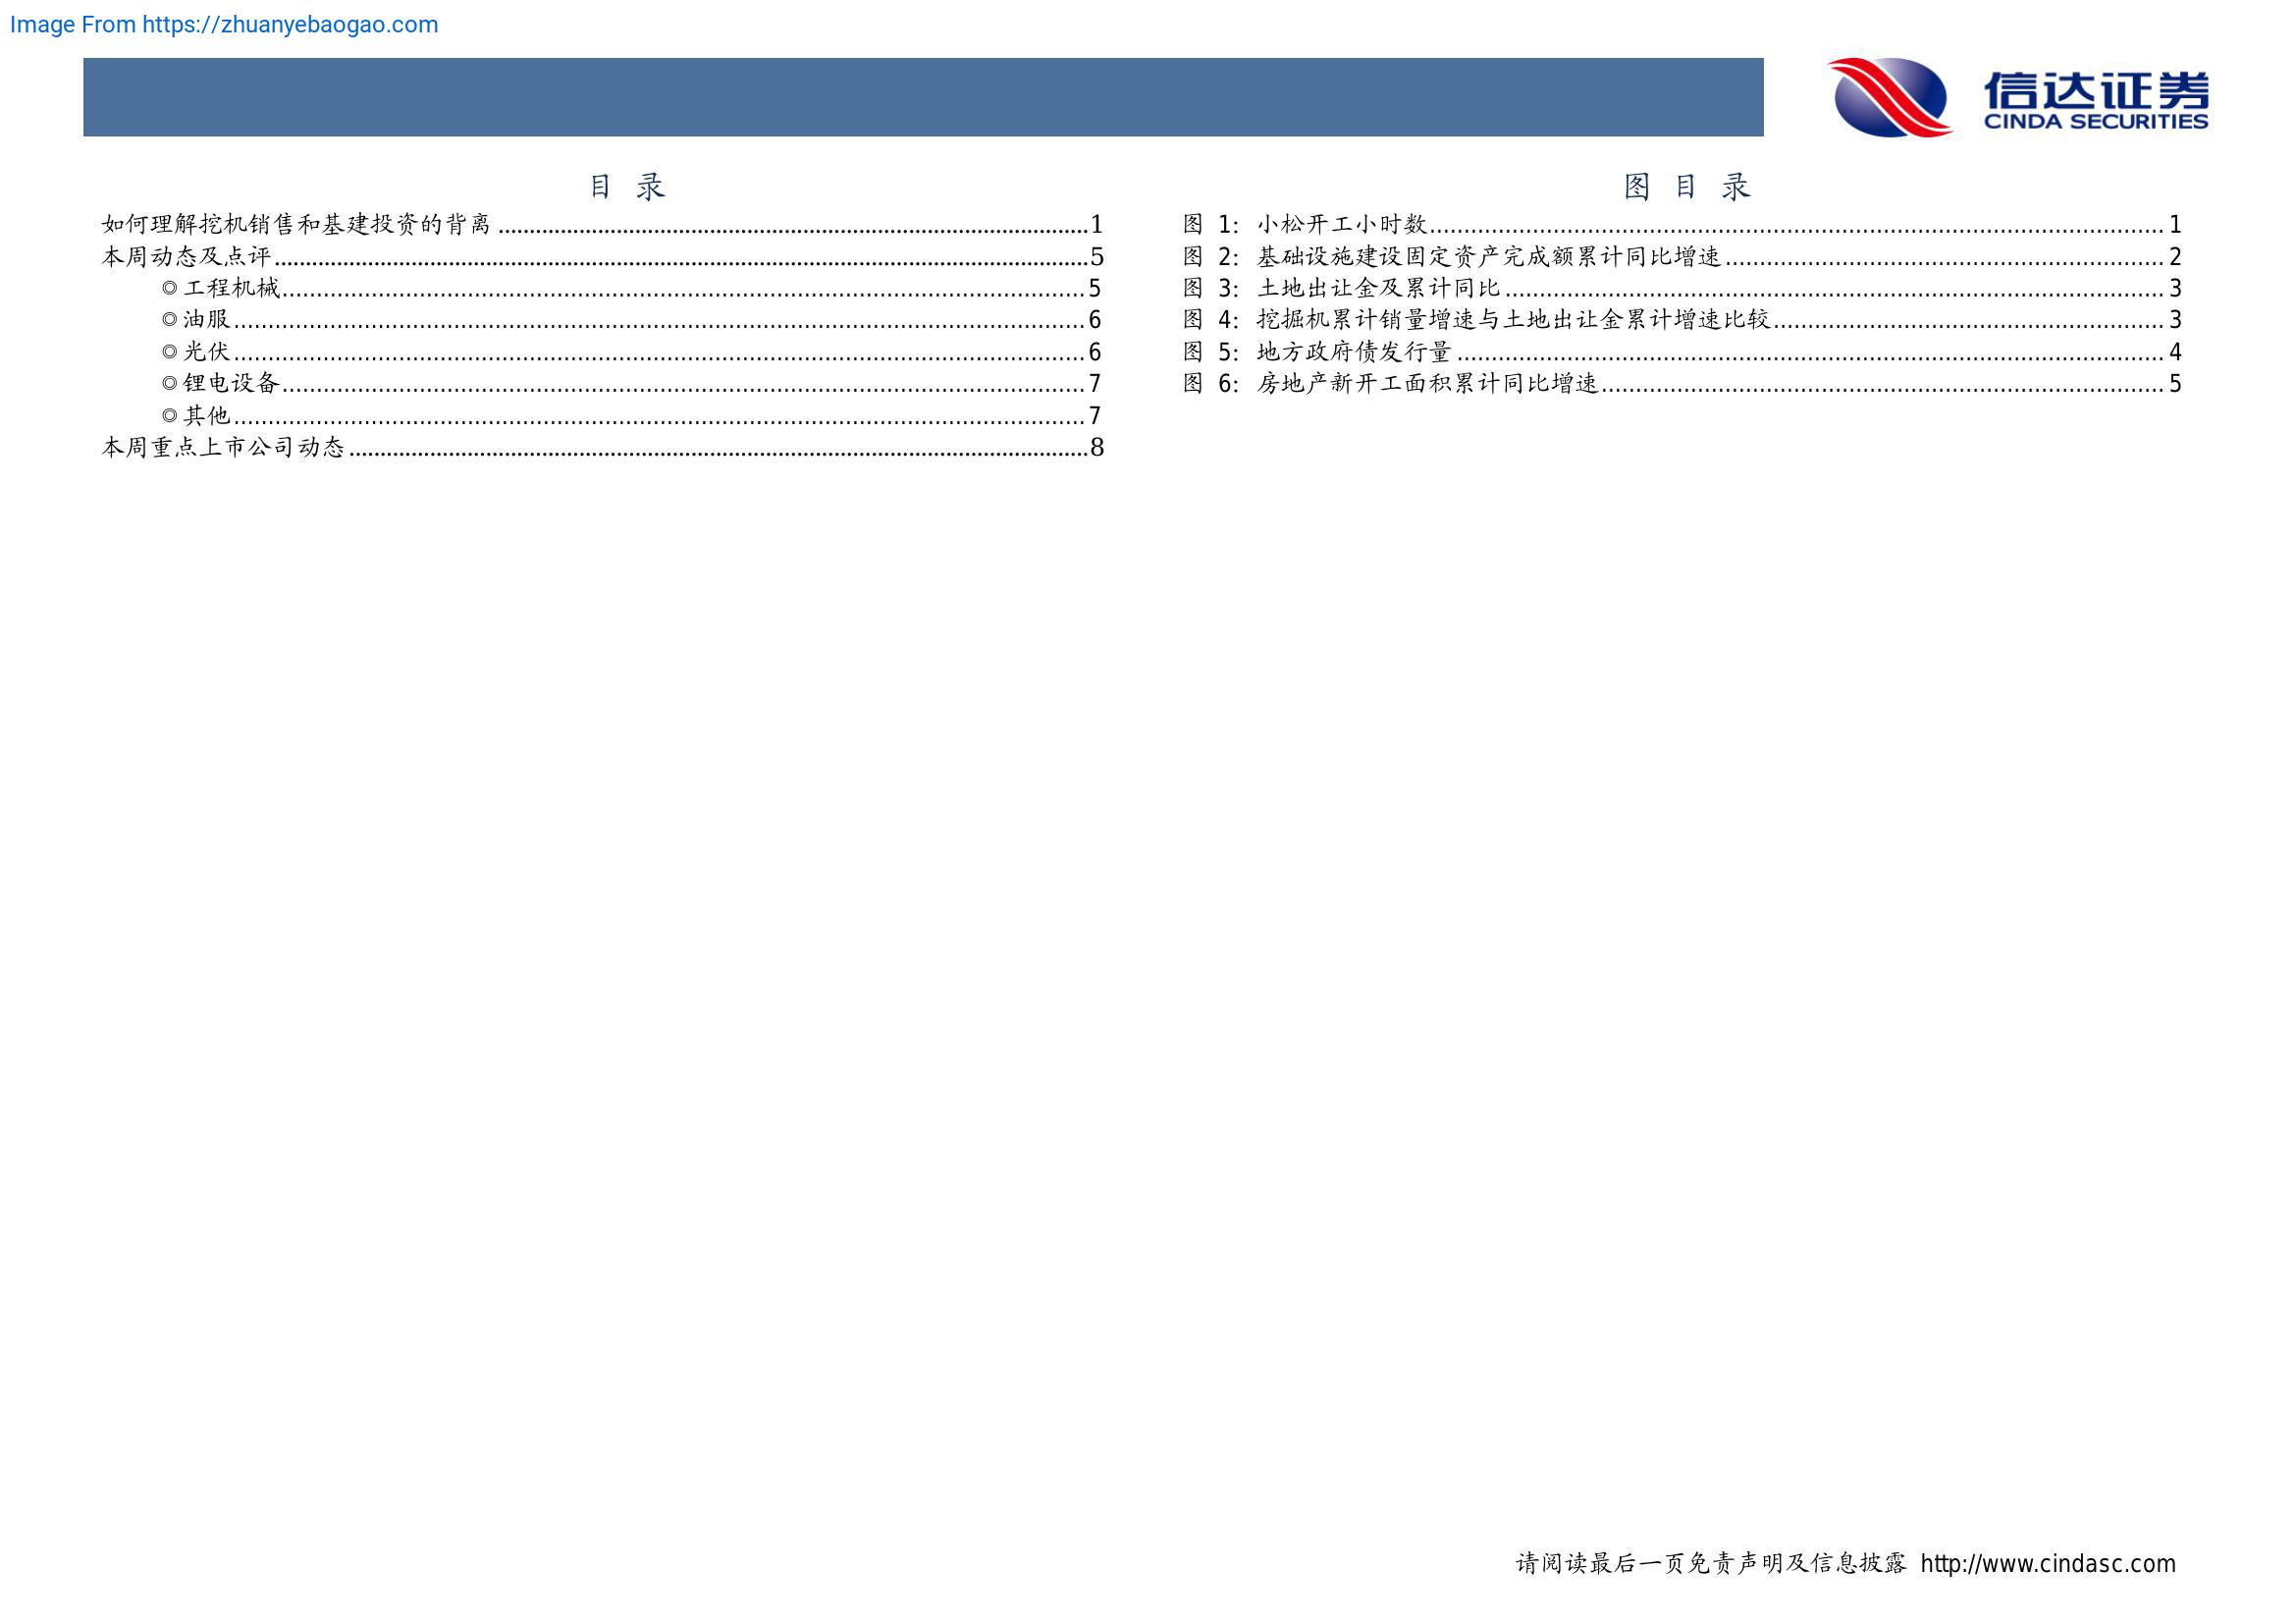 Image From https://zhuanyebaogao.com
信达证券
CINDA SECURITIES
目 录
如何理解挖机销售和基建投资的背离........................................1
本周动态及点评........................................5
◎工程机械........................................5
◎油服........................................6
◎光伏........................................6
◎锂电设备........................................7
◎其他........................................7
本周重点上市公司动态........................................8
图 目 录
图 1: 小松开工小时数........................................1
图 2: 基础设施建设固定资产完成额累计同比增速........................................2
图 3: 土地出让金及累计同比........................................3
图 4: 挖掘机累计销量增速与土地出让金累计增速比较........................................3
图 5: 地方政府债发行量........................................4
图 6: 房地产新开工面积累计同比增速........................................5
请阅读最后一页免责声明及信息披露 http://www.cindasc.com